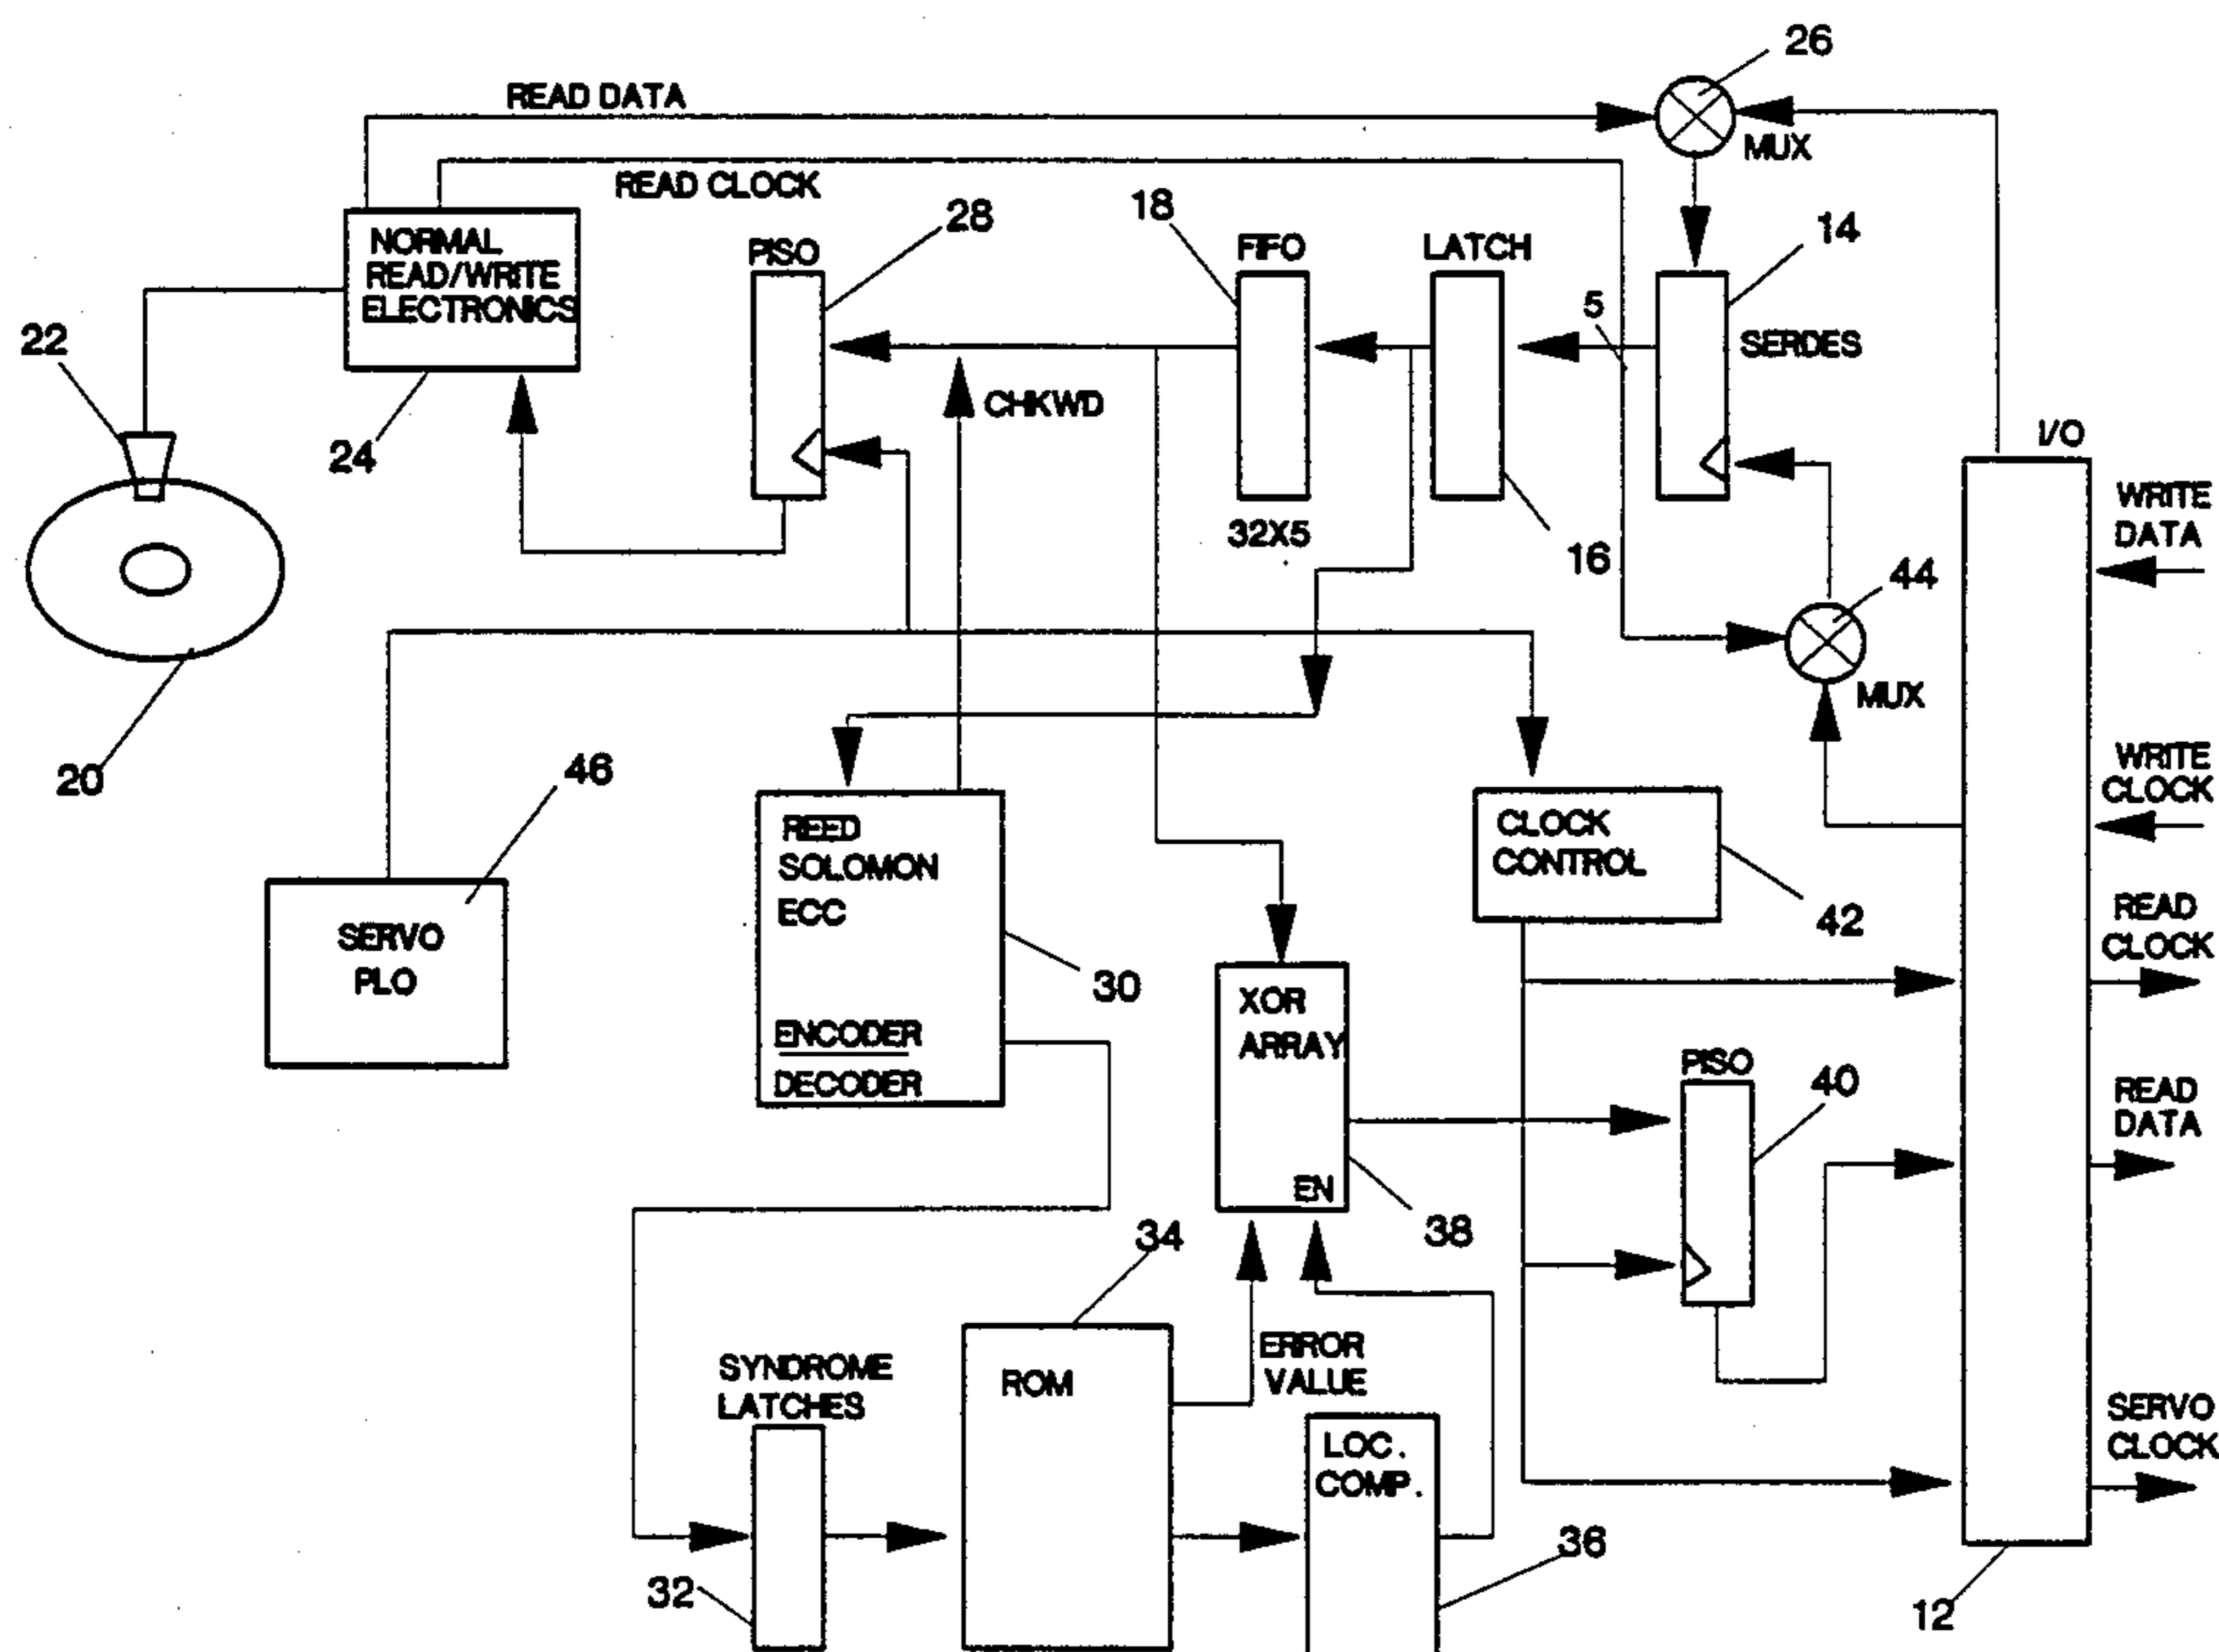 26
READ DATA
MUX
READ CLOCK
NORMAL
READ/WRITE
ELECTRONICS
PISO
28
18
FIFO
LATCH
14
5
SERDES
22
24
CHKWD
I/O
32X5
16
WRITE
DATA
44
MUX
20
46
WRITE
CLOCK
REED
SOLOMON
ECC
ENCODER
DECODER
30
CLOCK
CONTROL
42
READ
CLOCK
SERVO
PLO
XOR
ARRAY
EN
38
PISO
40
READ
DATA
34
SYNDROME
LATCHES
ROM
ERROR
VALUE
LOC.
COMP.
SERVO
CLOCK
32
36
12